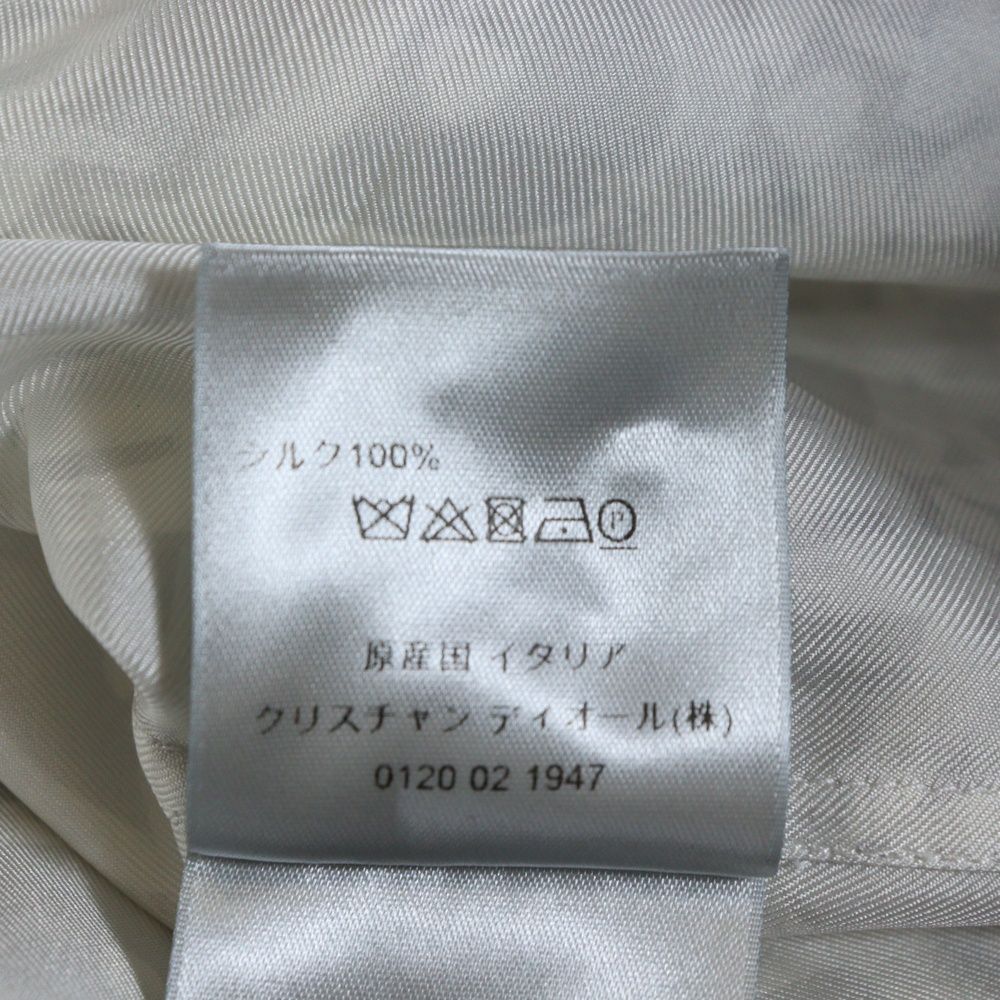 シルク100%
P
原産国 イタリア
クリスチャン ディオール(株)
0120 02 1947